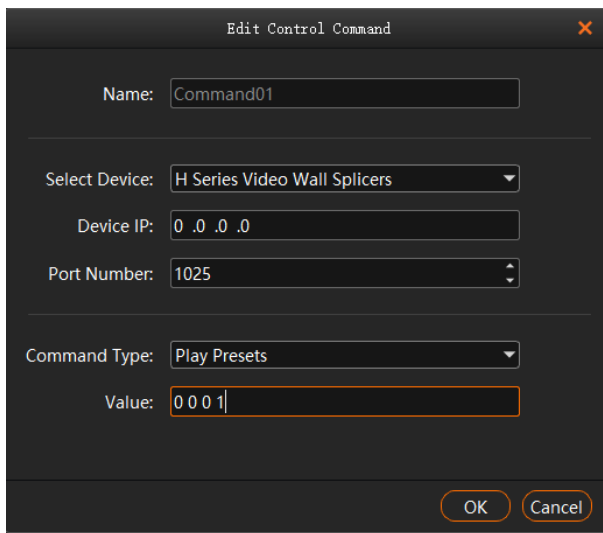 Edit Control Command
Name: Command01
Select Device: H Series Video Wall Splicers
Device IP: 0 .0 .0 .0
Port Number: 1025
Command Type: Play Presets
Value: 0 0 0 1
OK Cancel